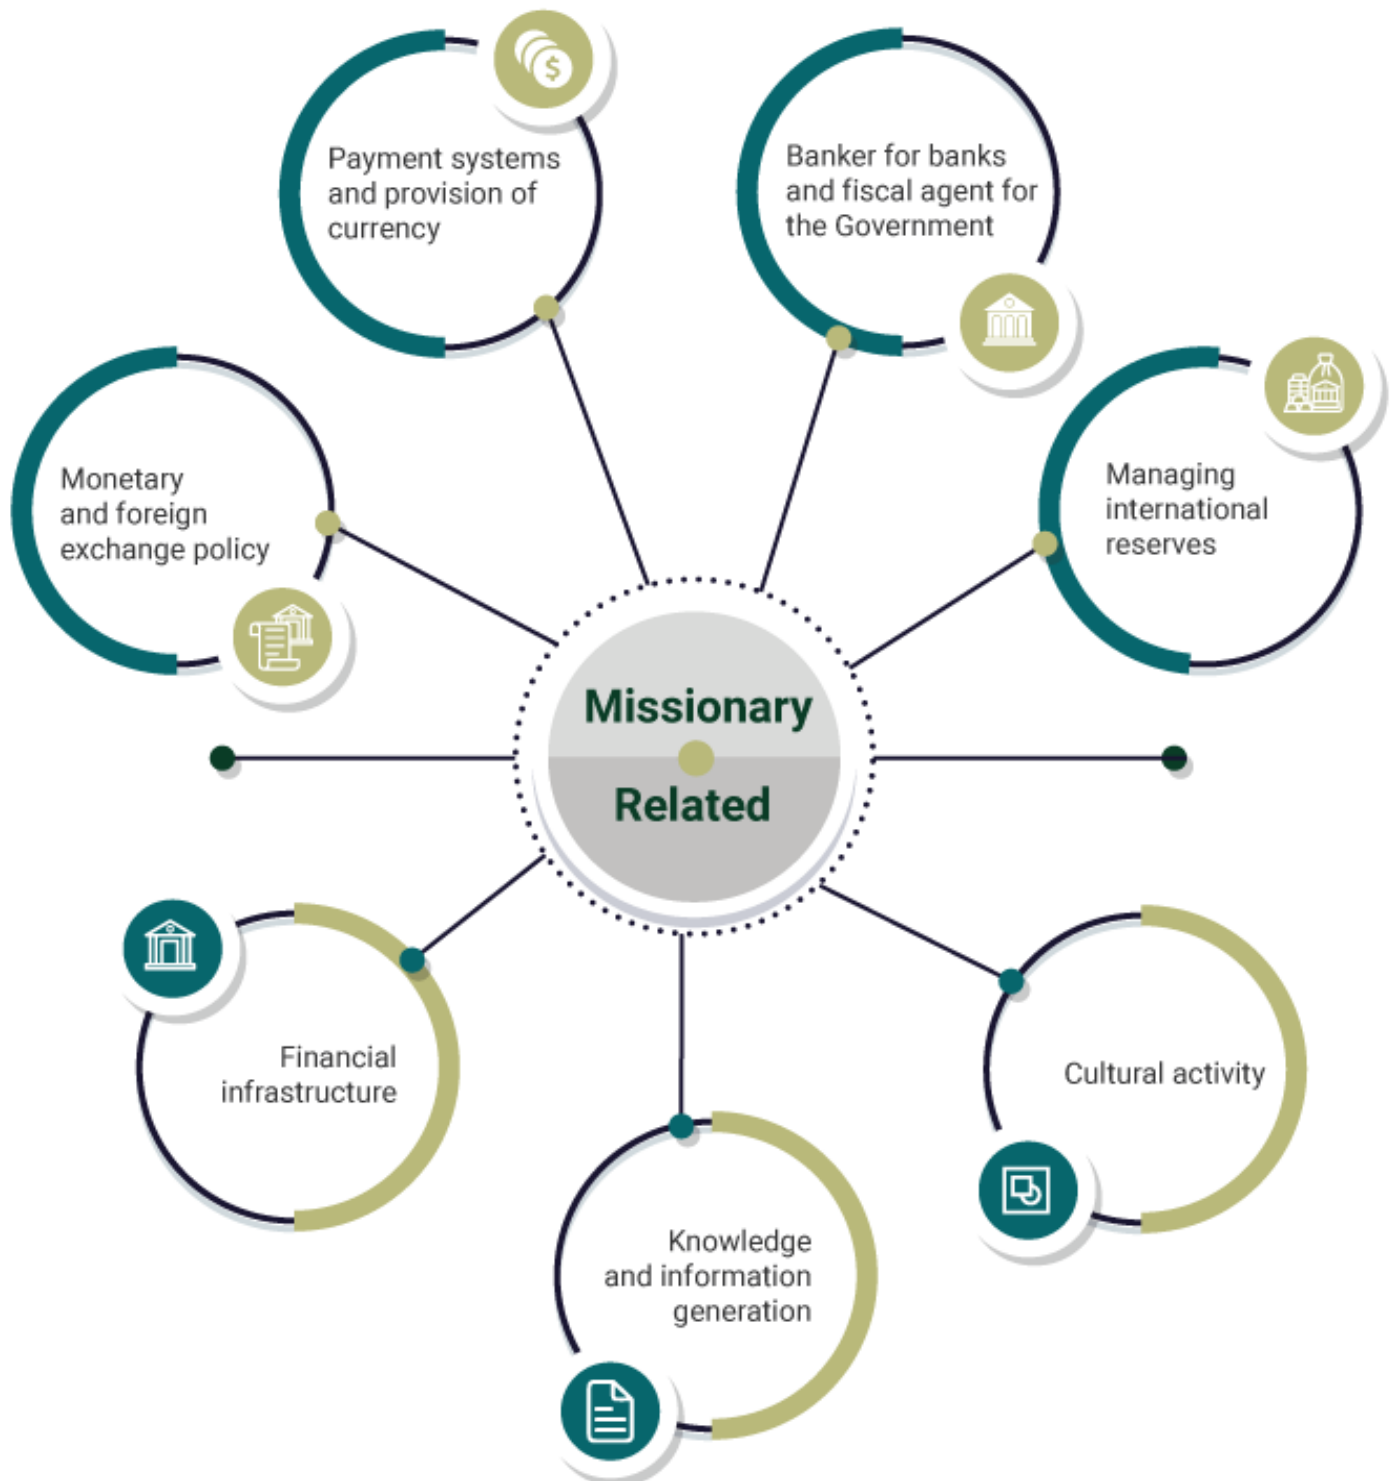 Payment systems
and provision of
currency
Banker for banks
and fiscal agent for
the Government
Monetary
and foreign
exchange policy
Managing
international
reserves
Missionary
Related
Financial
infrastructure
Cultural activity
Knowledge
and information
generation